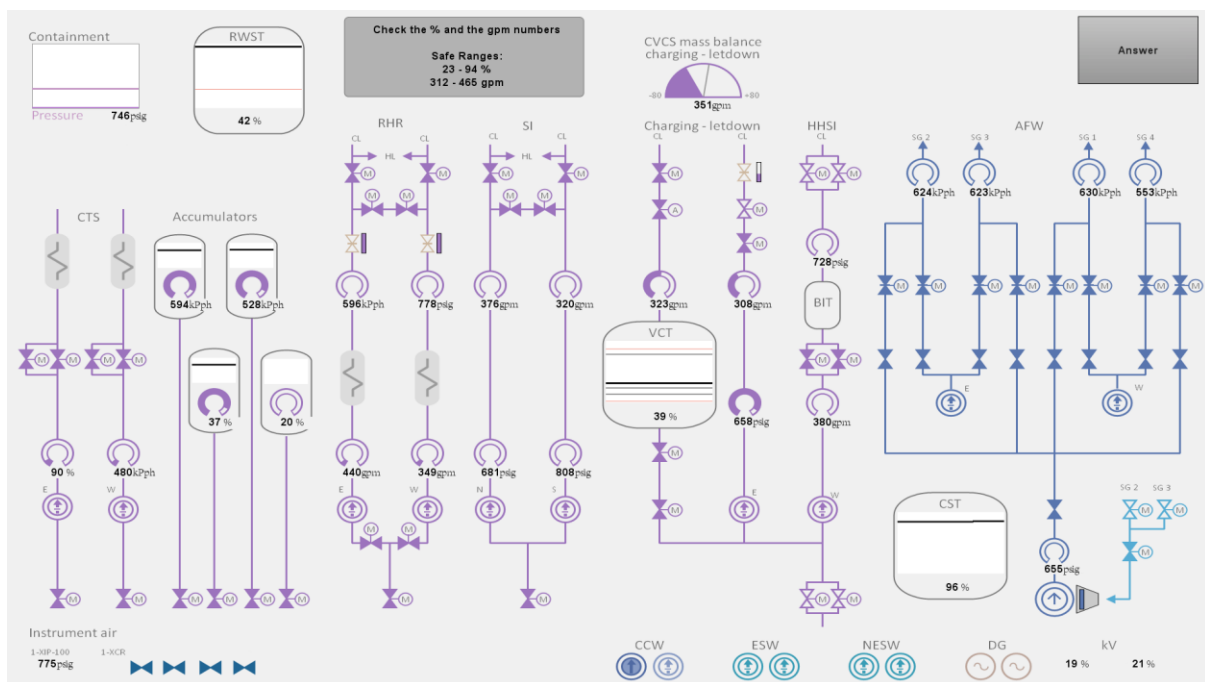 Containment
Pressure 746psig
RWST
42 %
Check the % and the gpm numbers
Safe Ranges:
23 - 94 %
312 - 465 gpm
CVCS mass balance
charging - letdown
-80 +80
351gpm
Answer
RHR
SI
Charging - letdown
HHSI
AFW
CL CL CL CL CL CL CL
HL HL
SG 2 SG 3 SG 1 SG 4
M M M M M M M
M M M M
A M
M
624kPph 623kPph 630kPph 553kPph
CTS
Accumulators
594kPph 528kPph
596kPph 778psig 376gpm 320gpm 323gpm 308gpm
728psig
BIT
M M M M M M
VCT
39 %
M M M M
M M
37 % 20 %
658psig 380gpm
E W
90 % 480kPph
440gpm 349gpm 681psig 808psig
M
E W E W N S
M E W
M M
CST
96 %
SG 2 SG 3
M M
M
655psig
M M M M M M M M M M
Instrument air
1-XIP-100 1-XCR
775psig
CCW ESW NESW DG kV
19 % 21 %